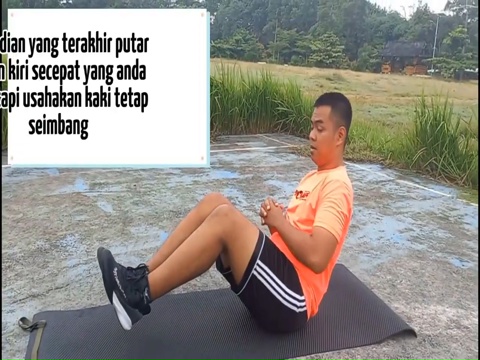 dian yang terakhir putar
n kiri secepat yang anda
api usahakan kaki tetap
seimbang